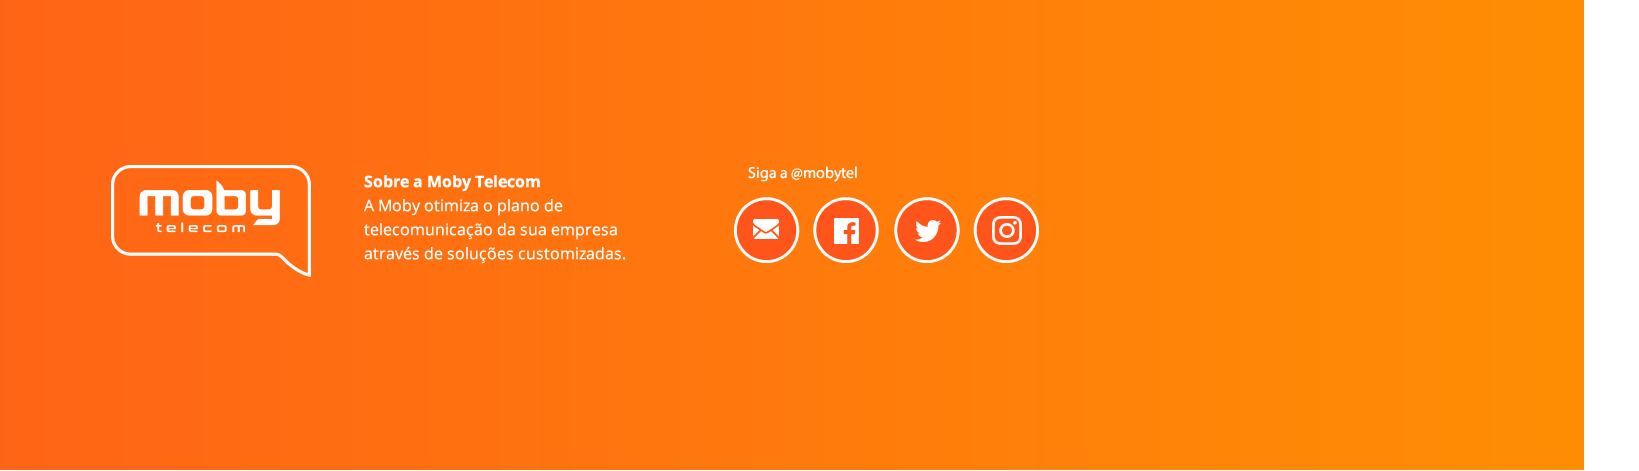 moby
telecom
Sobre a Moby Telecom
A Moby otimiza o plano de
telecomunicação da sua empresa
através de soluções customizadas.
Siga a @mobytel